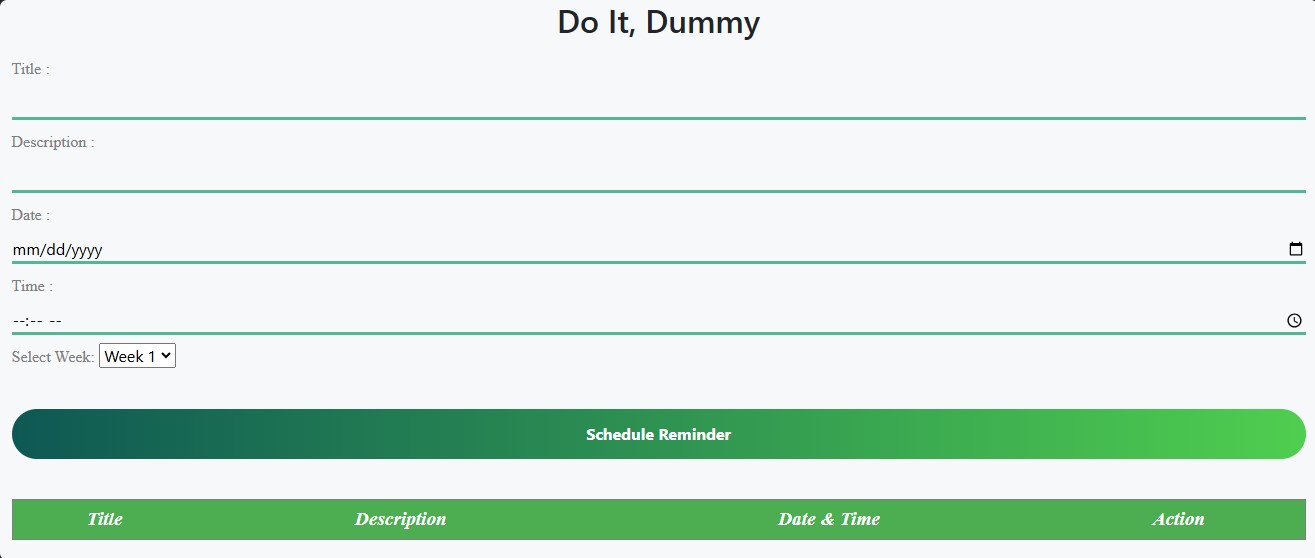 Do It, Dummy
Title :
Description :
Date :
mm/dd/yyyy
Time :
--:-- --
Select Week: Week 1
Schedule Reminder
Title Description Date & Time Action